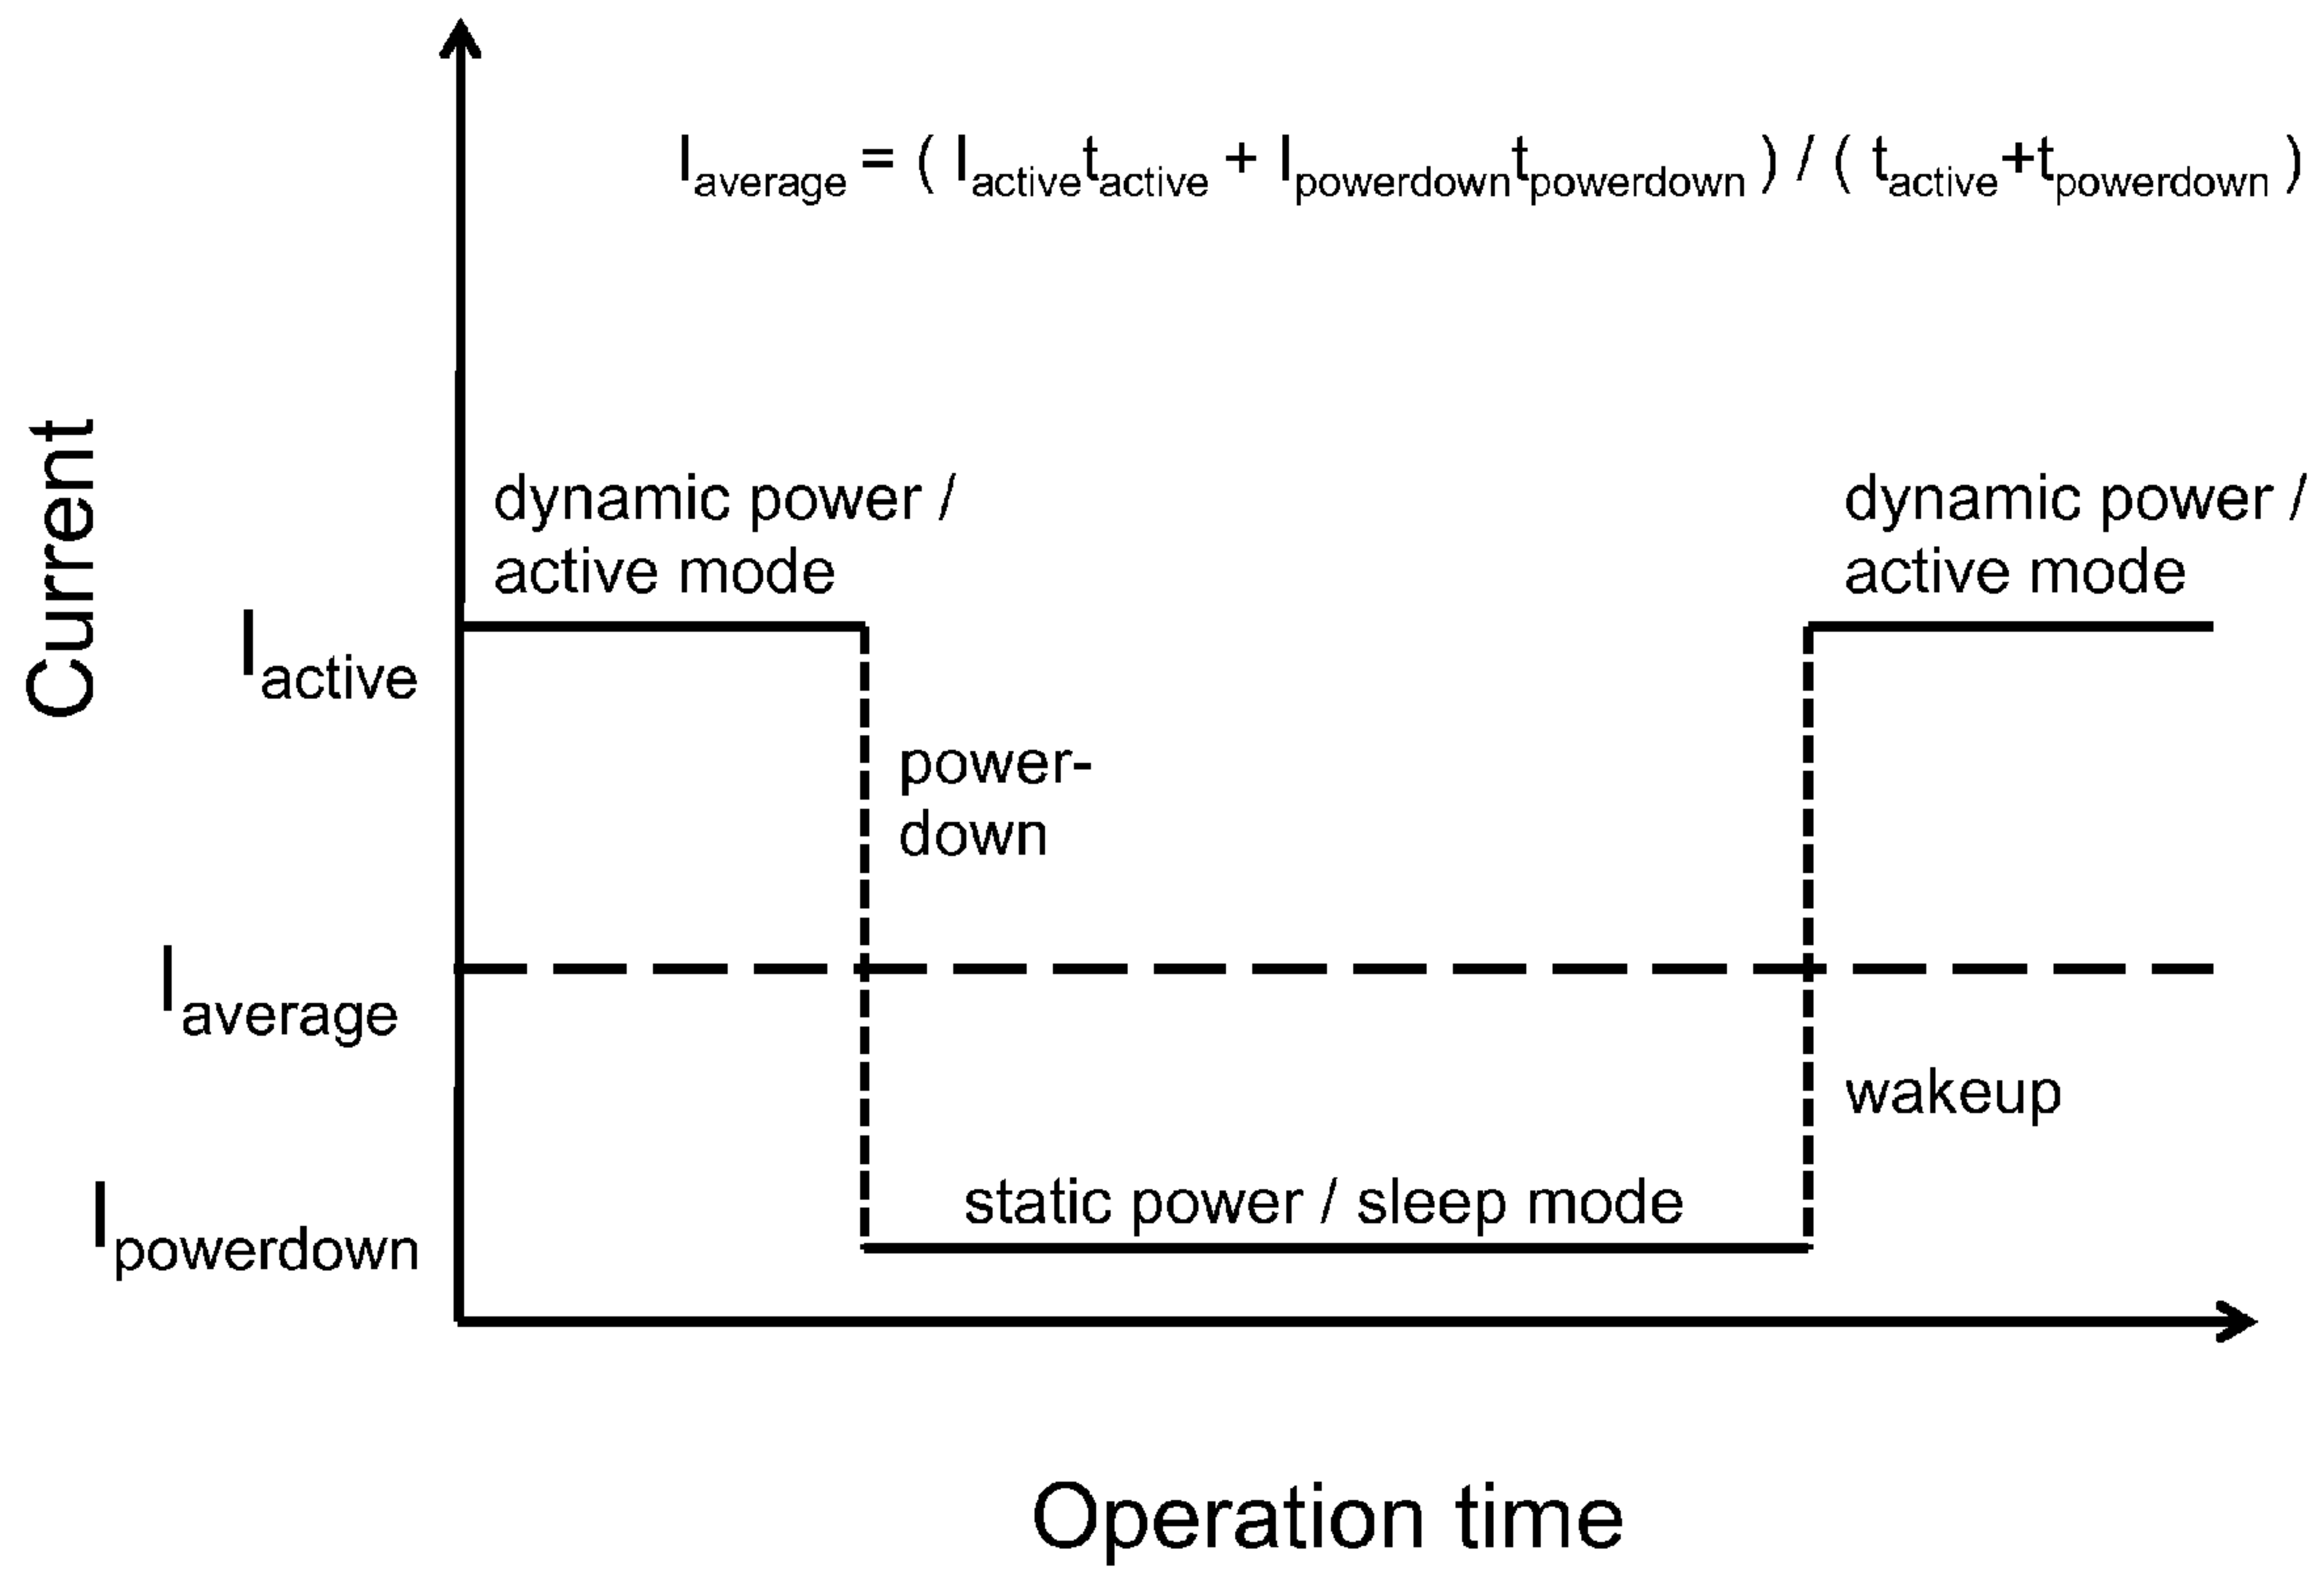 I_average = ( I_active t_active + I_powerdown t_powerdown ) / ( t_active + t_powerdown )
Current
dynamic power /
active mode
dynamic power /
active mode
I_active
power-
down
I_average
wakeup
static power / sleep mode
I_powerdown
Operation time